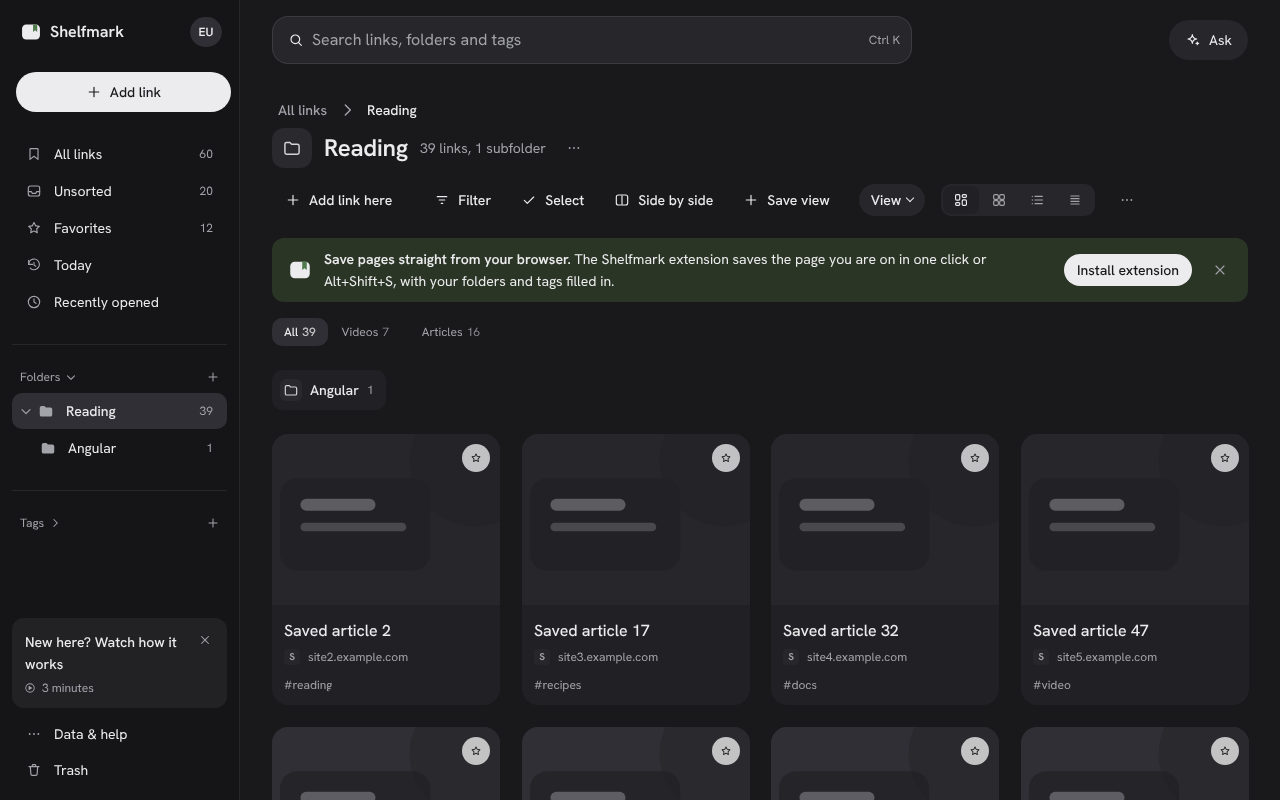 Shelfmark
EU
Add link
All links 60
Unsorted 20
Favorites 12
Today
Recently opened
Folders
Reading 39
Angular 1
Tags
New here? Watch how it
works
3 minutes
Data & help
Trash
Search links, folders and tags Ctrl K
Ask
All links Reading
Reading 39 links, 1 subfolder
Add link here Filter Select Side by side Save view View
Save pages straight from your browser. The Shelfmark extension saves the page you are on in one click or
Alt+Shift+S, with your folders and tags filled in.
Install extension
All 39 Videos 7 Articles 16
Angular 1
Saved article 2
S site2.example.com
#reading
Saved article 17
S site3.example.com
#recipes
Saved article 32
S site4.example.com
#docs
Saved article 47
S site5.example.com
#video